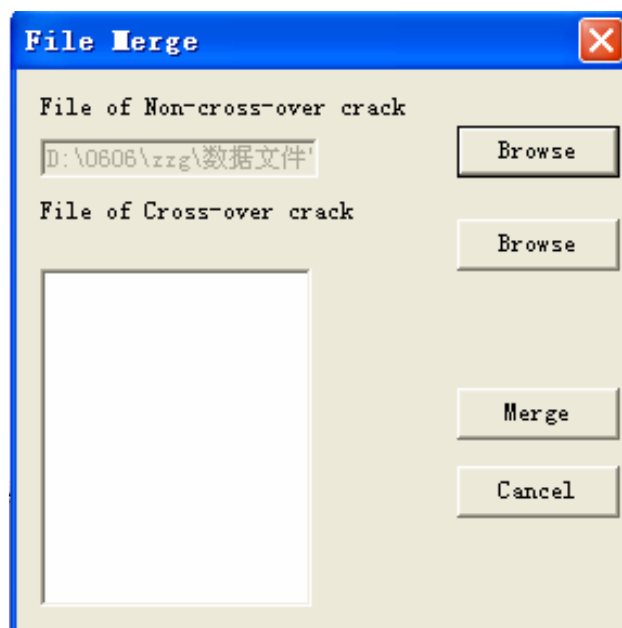 File Merge
File of Non-cross-over crack
D:\0606\zzg\数据文件'
Browse
File of Cross-over crack
Browse
Merge
Cancel